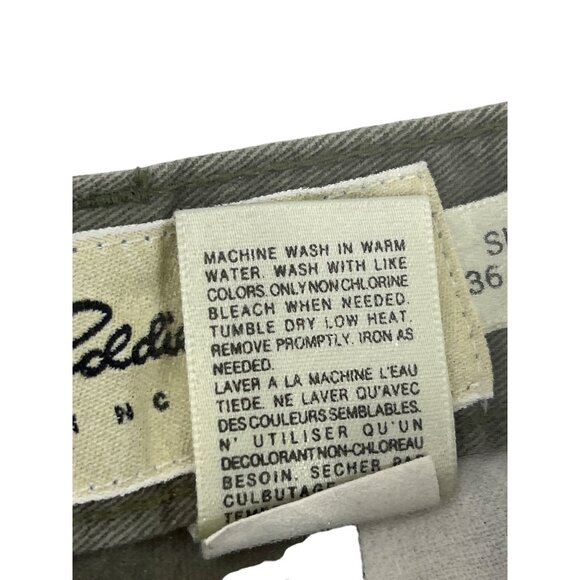 MACHINE WASH IN WARM
WATER. WASH WITH LIKE
COLORS. ONLY NON CHLORINE
BLEACH WHEN NEEDED.
TUMBLE DRY LOW HEAT.
REMOVE PROMPTLY. IRON AS
NEEDED.
LAVER A LA MACHINE L'EAU
TIEDE. NE LAVER QU'AVEC
DES COULEURS SEMBLABLES.
N' UTILISER QU'UN
DECOLORANT NON-CHLOREAU
BESOIN. SECHER PAR
CULBUTAGE
Eddie
36